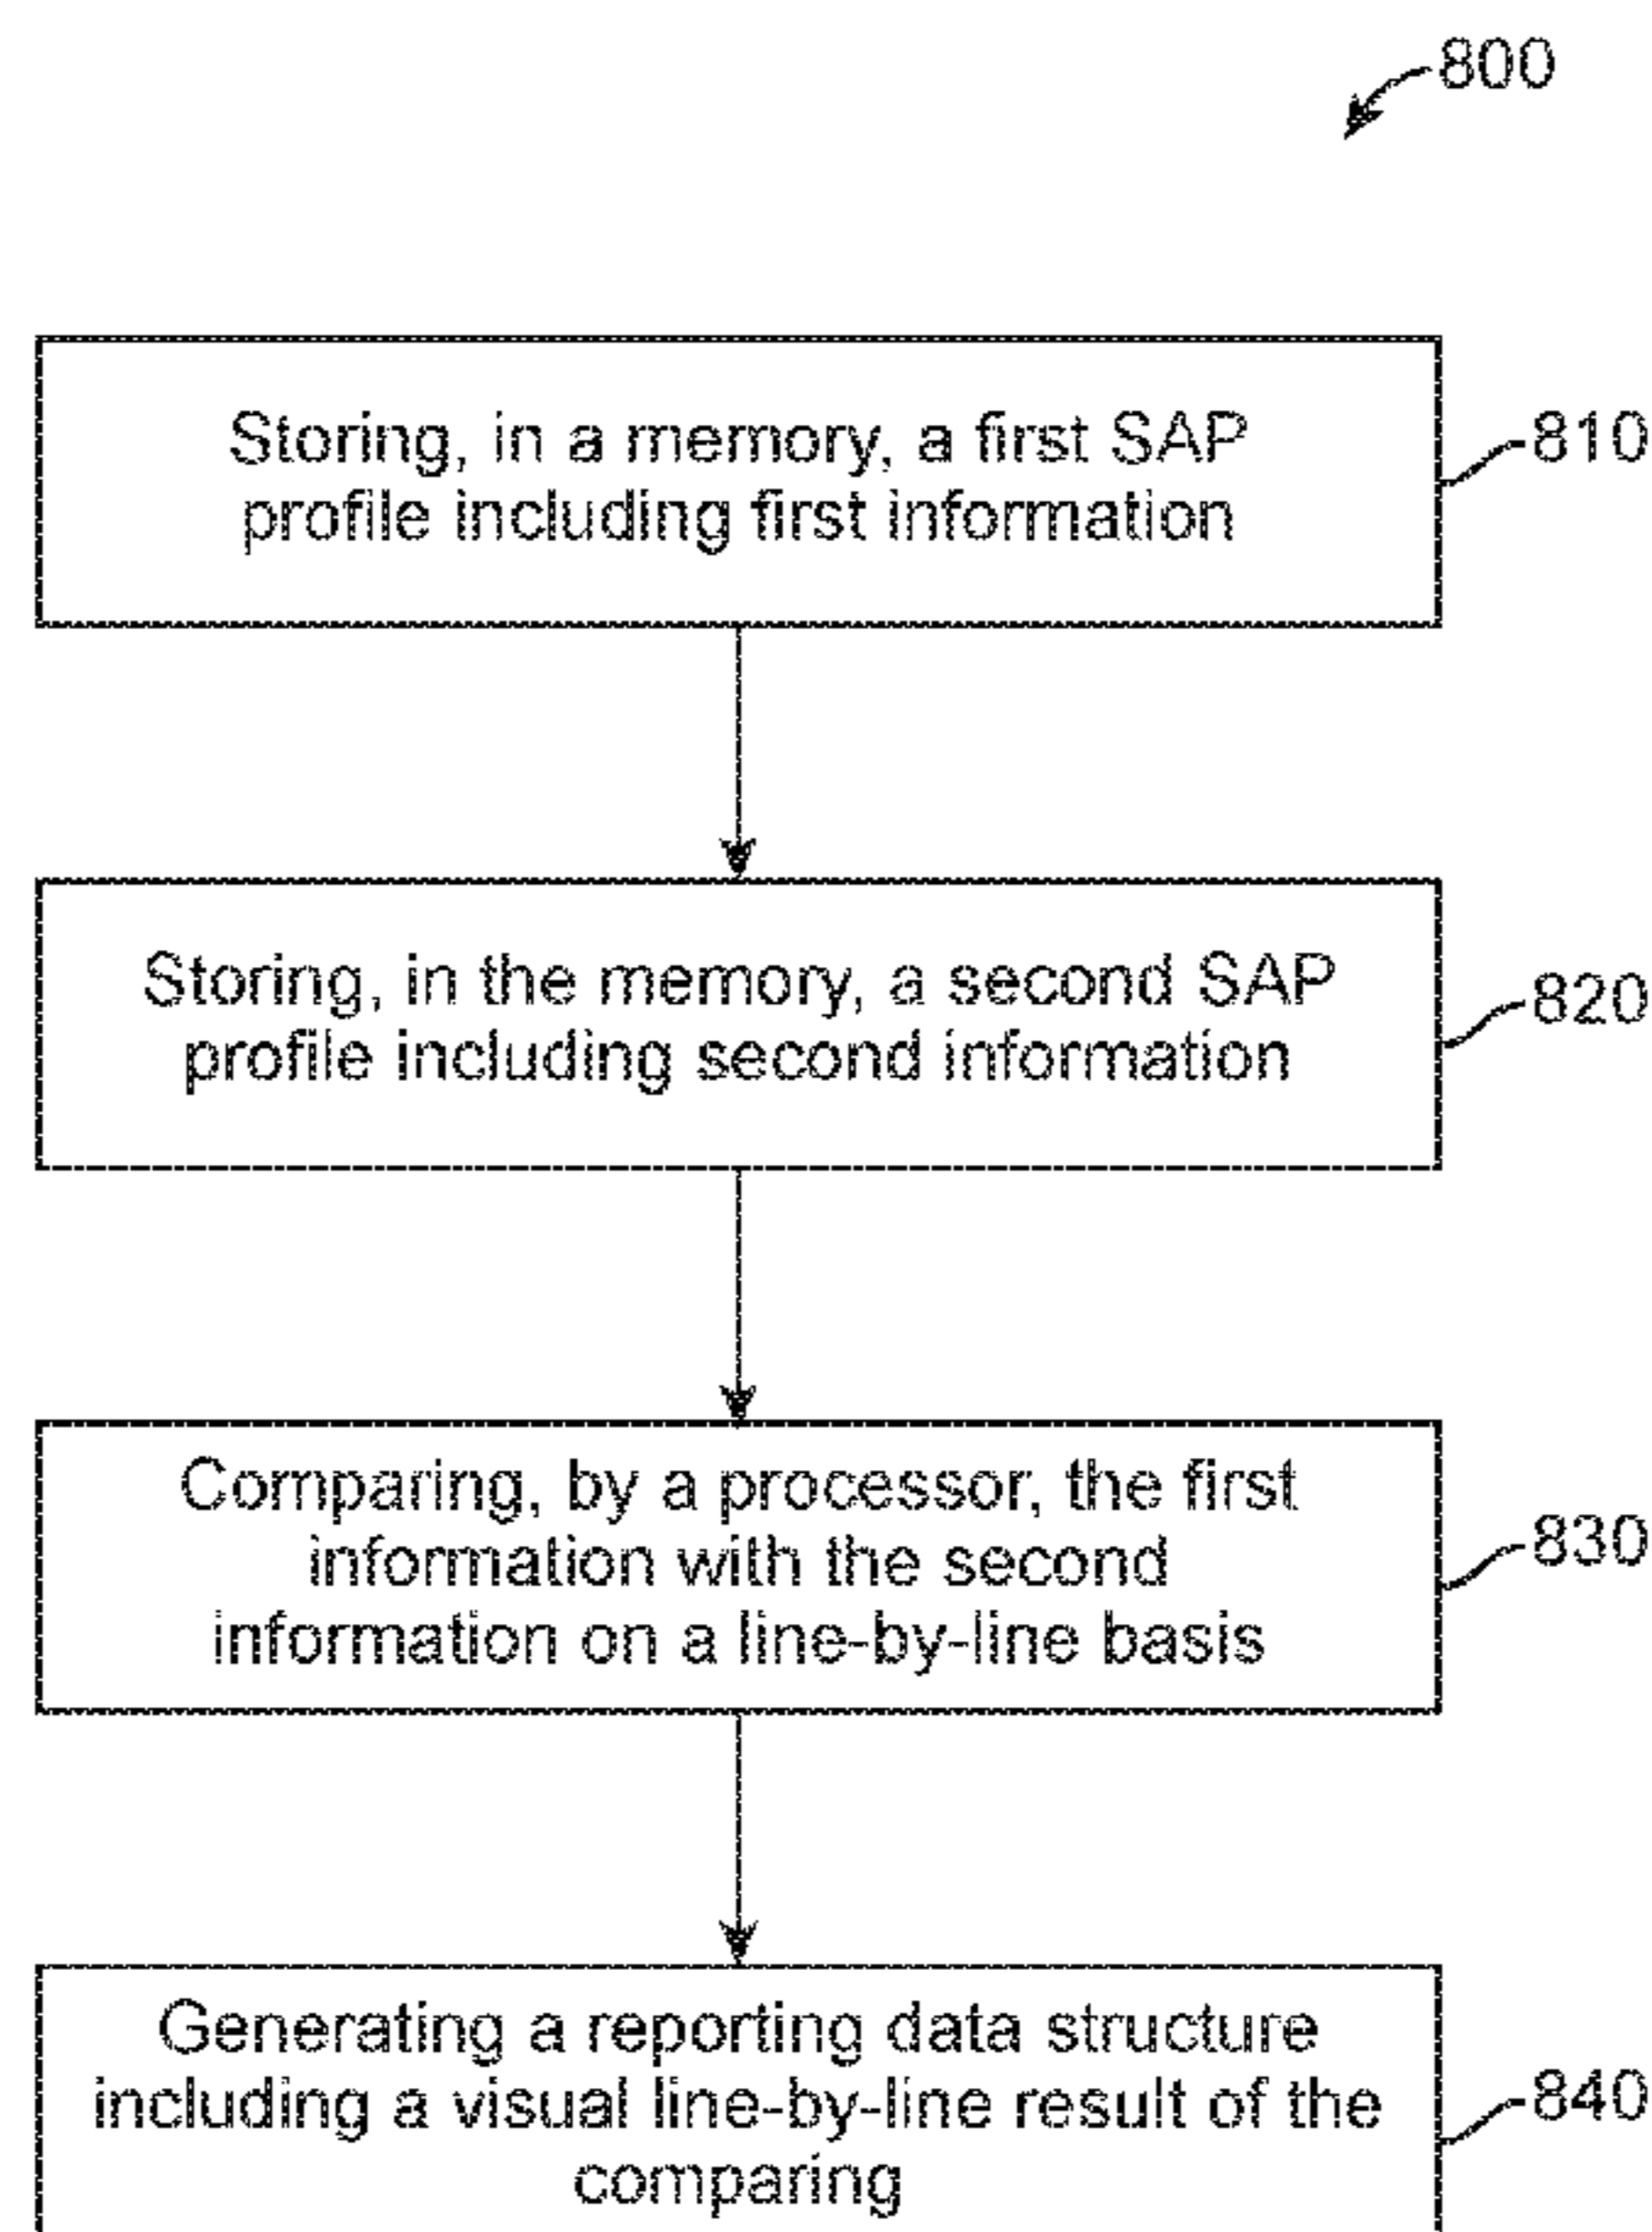 800
Storing, in a memory, a first SAP
profile including first information
810
Storing, in the memory, a second SAP
profile including second information
820
Comparing, by a processor, the first
information with the second
information on a line-by-line basis
830
Generating a reporting data structure
including a visual line-by-line result of the
comparing
840